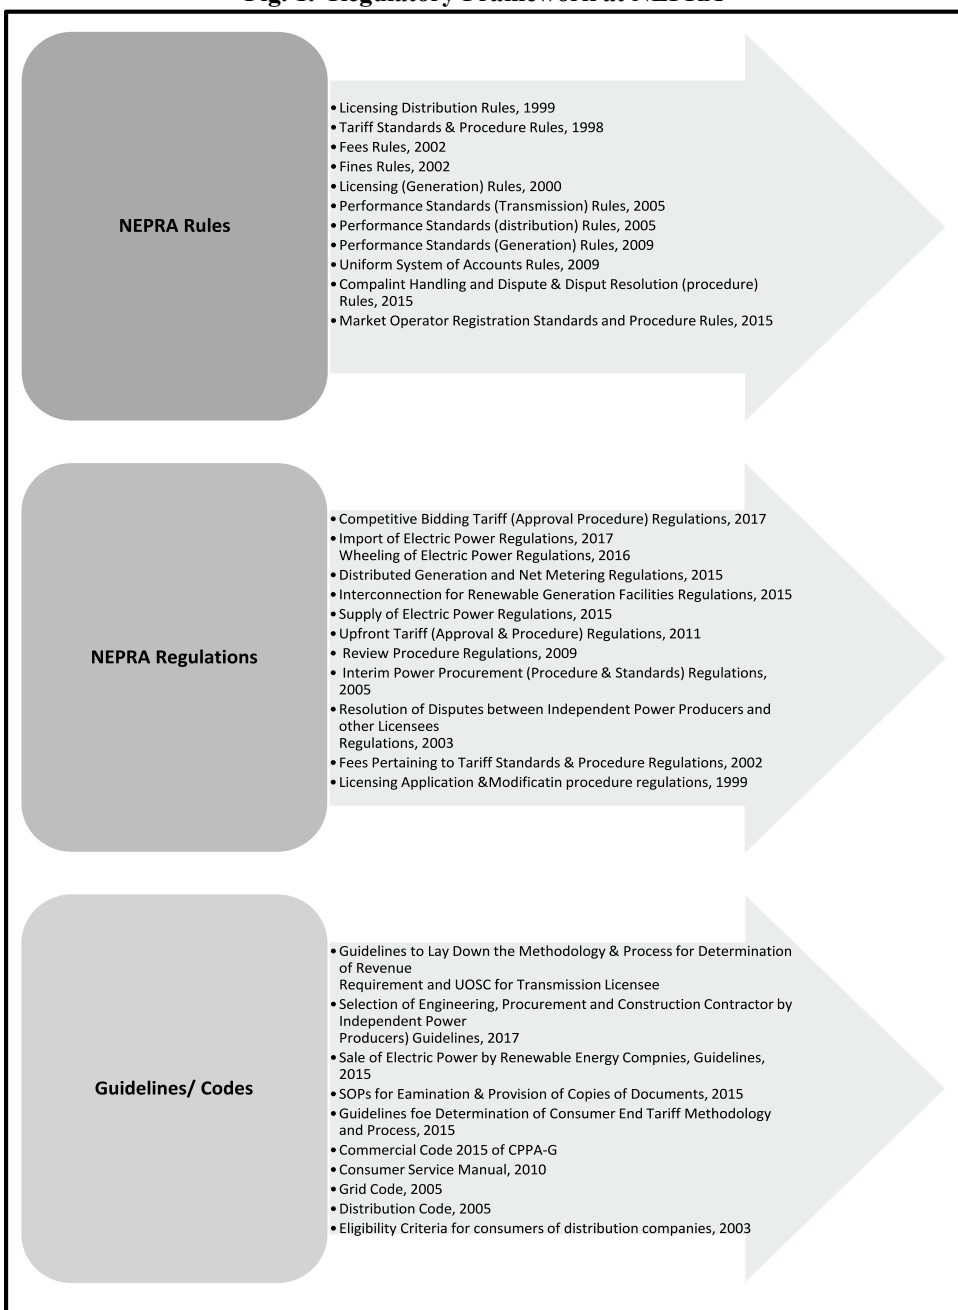 Fig. 1. Regulatory Framework at NEPRA
NEPRA Rules
• Licensing Distribution Rules, 1999
• Tariff Standards & Procedure Rules, 1998
• Fees Rules, 2002
• Fines Rules, 2002
• Licensing (Generation) Rules, 2000
• Performance Standards (Transmission) Rules, 2005
• Performance Standards (distribution) Rules, 2005
• Performance Standards (Generation) Rules, 2009
• Uniform System of Accounts Rules, 2009
• Compalint Handling and Dispute & Disput Resolution (procedure)
Rules, 2015
• Market Operator Registration Standards and Procedure Rules, 2015
NEPRA Regulations
• Competitive Bidding Tariff (Approval Procedure) Regulations, 2017
• Import of Electric Power Regulations, 2017
Wheeling of Electric Power Regulations, 2016
• Distributed Generation and Net Metering Regulations, 2015
• Interconnection for Renewable Generation Facilities Regulations, 2015
• Supply of Electric Power Regulations, 2015
• Upfront Tariff (Approval & Procedure) Regulations, 2011
• Review Procedure Regulations, 2009
• Interim Power Procurement (Procedure & Standards) Regulations,
2005
• Resolution of Disputes between Independent Power Producers and
other Licensees
Regulations, 2003
• Fees Pertaining to Tariff Standards & Procedure Regulations, 2002
• Licensing Application &Modificatin procedure regulations, 1999
Guidelines/ Codes
• Guidelines to Lay Down the Methodology & Process for Determination
of Revenue
Requirement and UOSC for Transmission Licensee
• Selection of Engineering, Procurement and Construction Contractor by
Independent Power
Producers) Guidelines, 2017
• Sale of Electric Power by Renewable Energy Compnies, Guidelines,
2015
• SOPs for Eamination & Provision of Copies of Documents, 2015
• Guidelines foe Determination of Consumer End Tariff Methodology
and Process, 2015
• Commercial Code 2015 of CPPA-G
• Consumer Service Manual, 2010
• Grid Code, 2005
• Distribution Code, 2005
• Eligibility Criteria for consumers of distribution companies, 2003